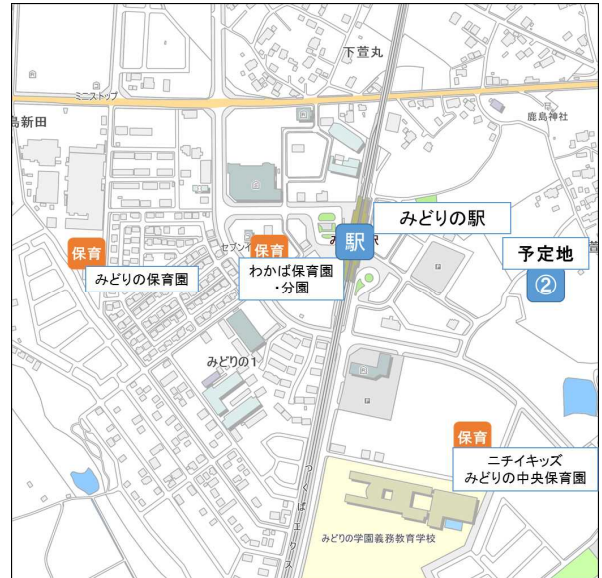 下萱丸
ミニストップ
島新田
鹿島神社
みどりの駅
駅
予定地
②
保育
みどりの保育園
セブンイ
保育
わかば保育園
・分園
みどりの1
保育
ニチイキッズ
みどりの中央保育園
つくばエクス
みどりの学園義務教育学校